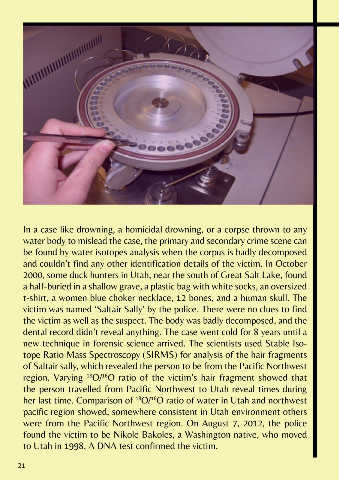 In a case like drowning, a homicidal drowning, or a corpse thrown to any
water body to mislead the case, the primary and secondary crime scene can
be found by water isotopes analysis when the corpus is badly decomposed
and couldn't find any other identification details of the victim. In October
2000, some duck hunters in Utah, near the south of Great Salt Lake, found
a half-buried in a shallow grave, a plastic bag with white socks, an oversized
t-shirt, a women blue choker necklace, 12 bones, and a human skull. The
victim was named ‘Saltair Sally’ by the police. There were no clues to find
the victim as well as the suspect. The body was badly decomposed, and the
dental record didn't reveal anything. The case went cold for 8 years until a
new technique in forensic science arrived. The scientists used Stable Iso-
tope Ratio Mass Spectroscopy (SIRMS) for analysis of the hair fragments
of Saltair sally, which revealed the person to be from the Pacific Northwest
region. Varying ¹⁸O/¹⁶O ratio of the victim's hair fragment showed that
the person travelled from Pacific Northwest to Utah reveal times during
her last time. Comparison of ¹⁸O/¹⁶O ratio of water in Utah and northwest
pacific region showed, somewhere consistent in Utah environment others
were from the Pacific Northwest region. On August 7, 2012, the police
found the victim to be Nikole Bakoles, a Washington native, who moved
to Utah in 1998. A DNA test confirmed the victim.
21